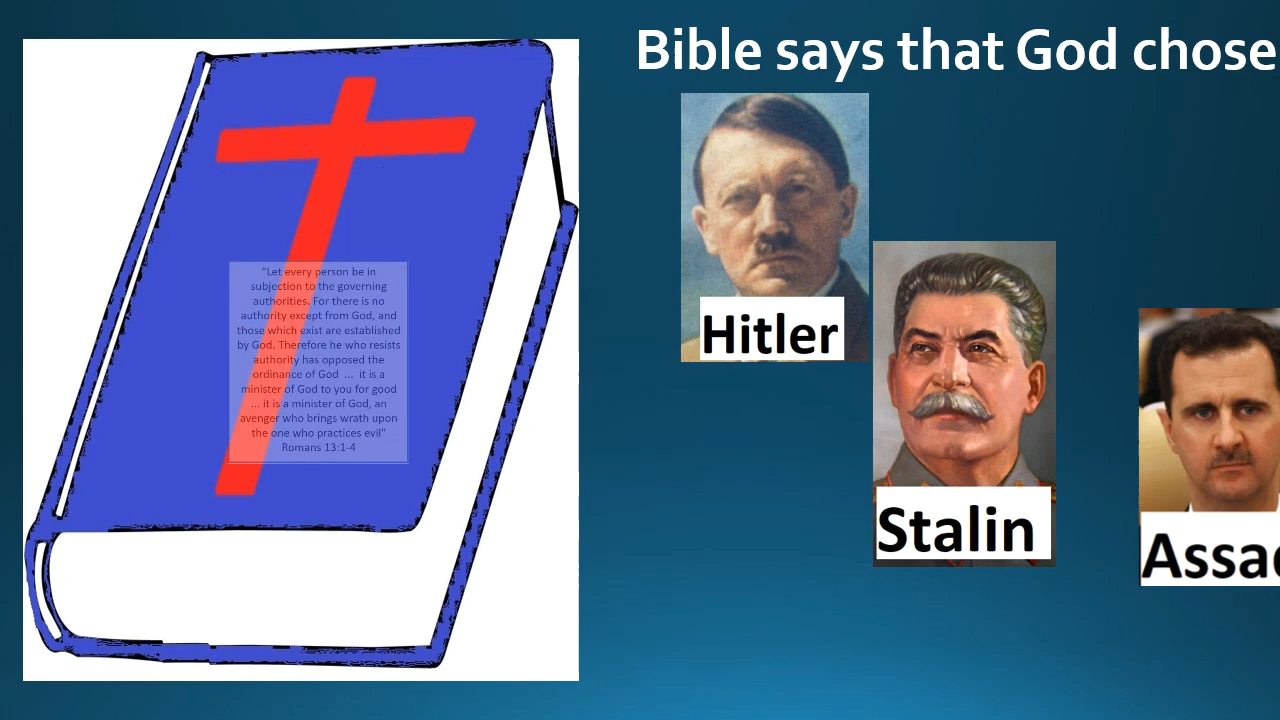 Bible says that God chose
Hitler
Stalin
Assad
"Let every person be in
subjection to the governing
authorities. For there is no
authority except from God, and
those which exist are established
by God. Therefore he who resists
authority has opposed the
ordinance of God ... it is a
minister of God to you for good
... it is a minister of God, an
avenger who brings wrath upon
the one who practices evil"
Romans 13:1-4